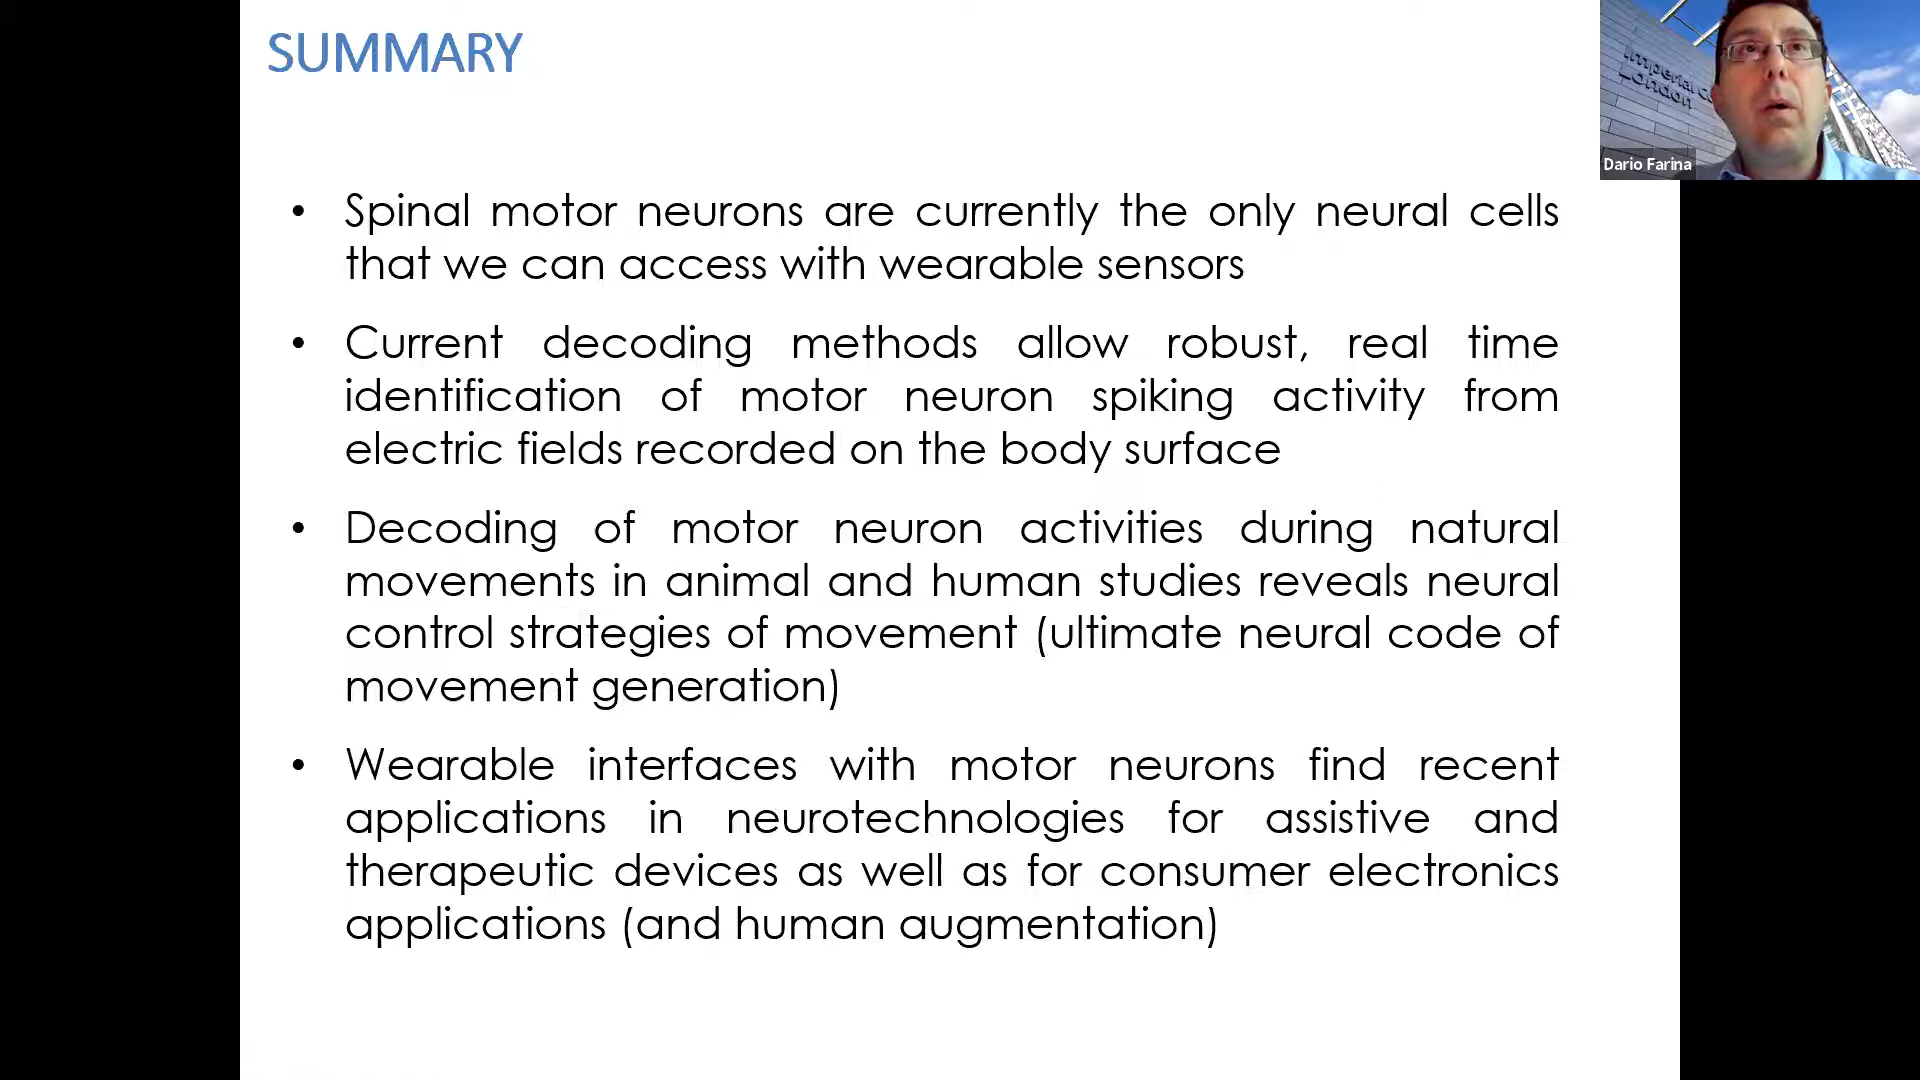 SUMMARY
Imperial Co
London
Dario Farina
• Spinal motor neurons are currently the only neural cells
that we can access with wearable sensors
• Current decoding methods allow robust, real time
identification of motor neuron spiking activity from
electric fields recorded on the body surface
• Decoding of motor neuron activities during natural
movements in animal and human studies reveals neural
control strategies of movement (ultimate neural code of
movement generation)
• Wearable interfaces with motor neurons find recent
applications in neurotechnologies for assistive and
therapeutic devices as well as for consumer electronics
applications (and human augmentation)